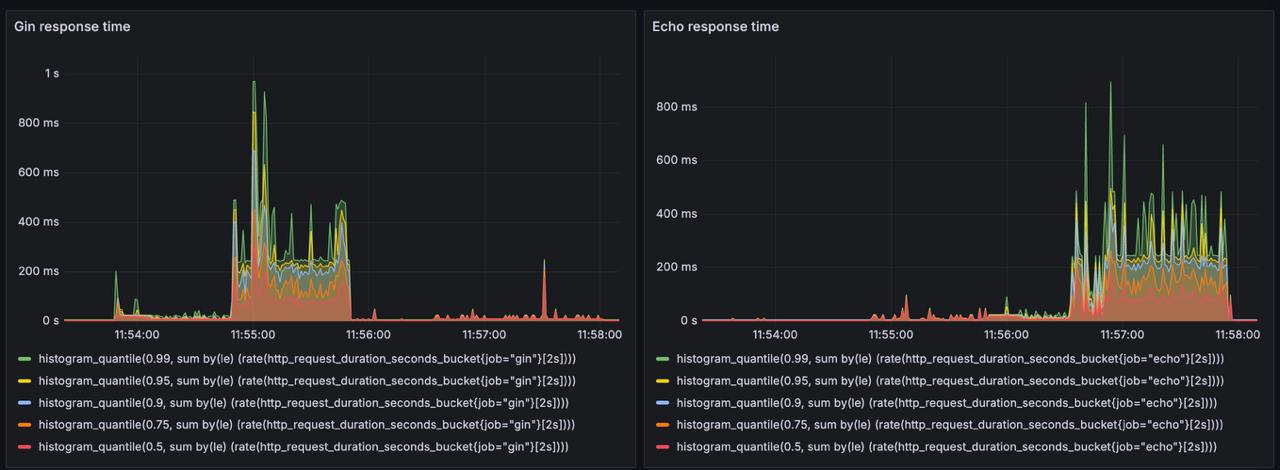 Gin response time
1 s
800 ms
600 ms
400 ms
200 ms
0 s
11:54:00 11:55:00 11:56:00 11:57:00 11:58:00
histogram_quantile(0.99, sum by(le) (rate(http_request_duration_seconds_bucket{job="gin"}[2s])))
histogram_quantile(0.95, sum by(le) (rate(http_request_duration_seconds_bucket{job="gin"}[2s])))
histogram_quantile(0.9, sum by(le) (rate(http_request_duration_seconds_bucket{job="gin"}[2s])))
histogram_quantile(0.75, sum by(le) (rate(http_request_duration_seconds_bucket{job="gin"}[2s])))
histogram_quantile(0.5, sum by(le) (rate(http_request_duration_seconds_bucket{job="gin"}[2s])))
Echo response time
800 ms
600 ms
400 ms
200 ms
0 s
11:54:00 11:55:00 11:56:00 11:57:00 11:58:00
histogram_quantile(0.99, sum by(le) (rate(http_request_duration_seconds_bucket{job="echo"}[2s])))
histogram_quantile(0.95, sum by(le) (rate(http_request_duration_seconds_bucket{job="echo"}[2s])))
histogram_quantile(0.9, sum by(le) (rate(http_request_duration_seconds_bucket{job="echo"}[2s])))
histogram_quantile(0.75, sum by(le) (rate(http_request_duration_seconds_bucket{job="echo"}[2s])))
histogram_quantile(0.5, sum by(le) (rate(http_request_duration_seconds_bucket{job="echo"}[2s])))